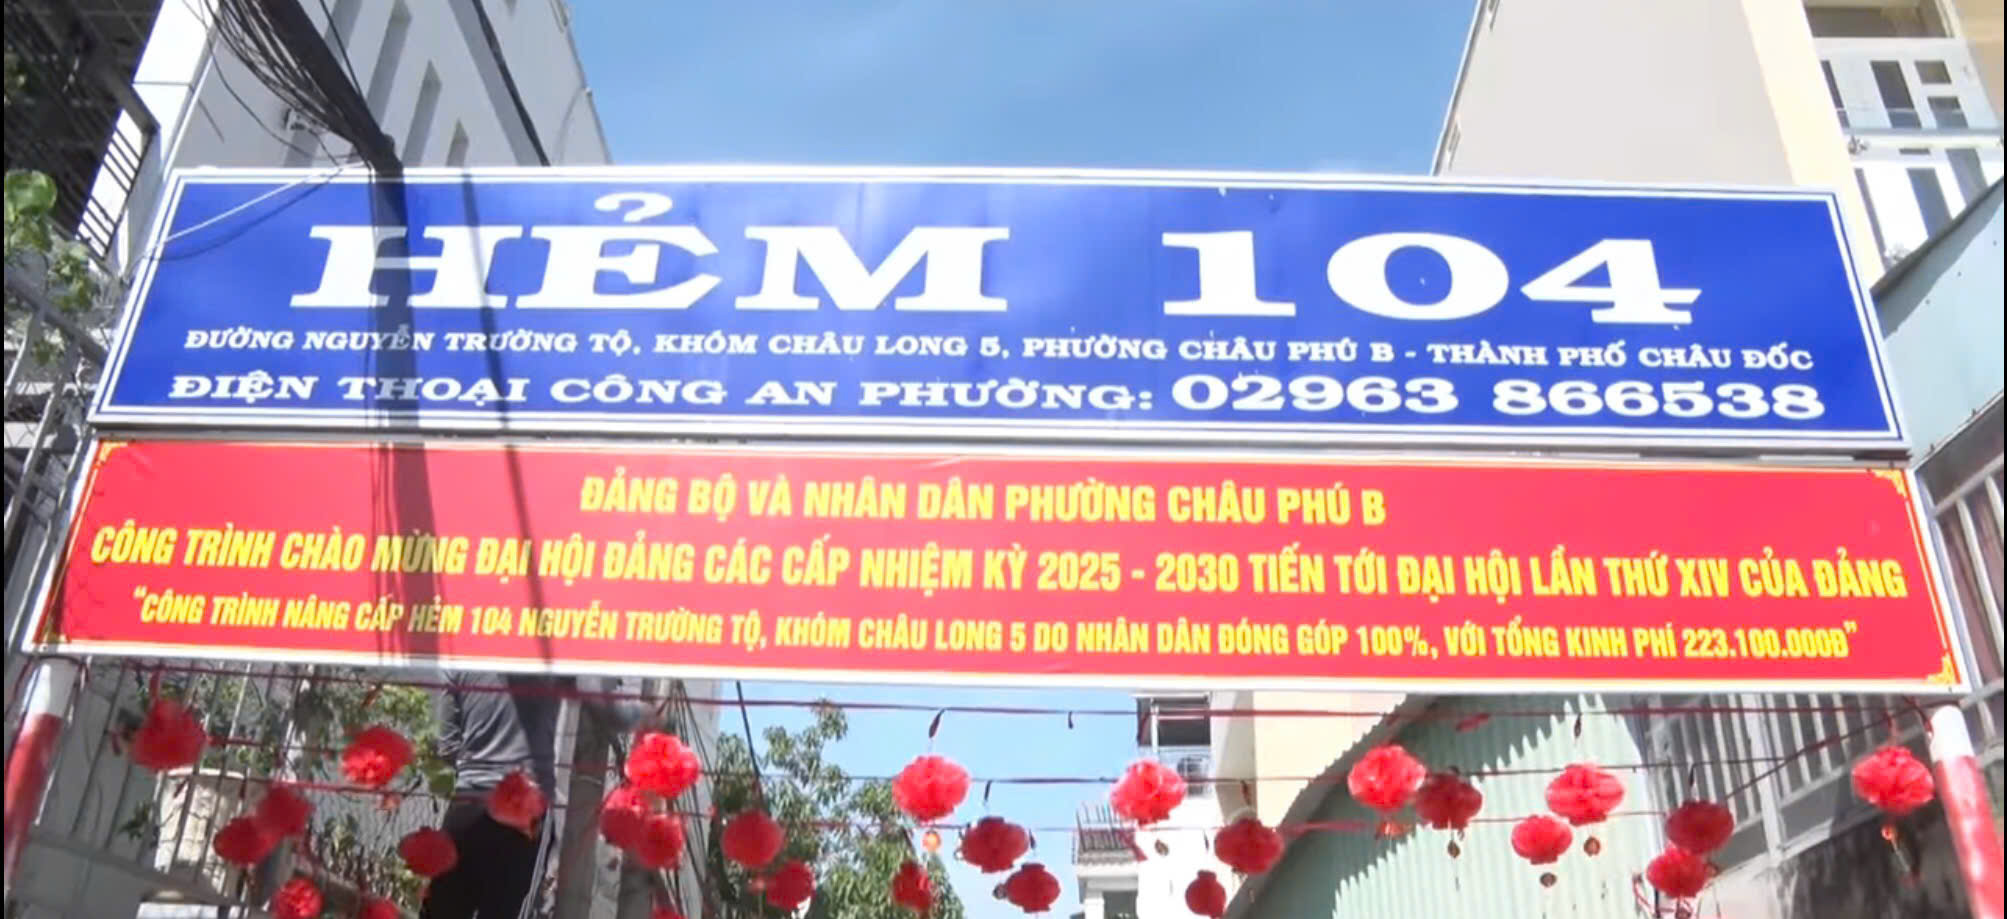 HẺM 104
ĐƯỜNG NGUYỄN TRƯỜNG TỘ, KHÓM CHÂU LONG 5, PHƯỜNG CHÂU PHÚ B - THÀNH PHỐ CHÂU ĐỐC
ĐIỆN THOẠI CÔNG AN PHƯỜNG: 02963 866538
ĐẢNG BỘ VÀ NHÂN DÂN PHƯỜNG CHÂU PHÚ B
CÔNG TRÌNH CHÀO MỪNG ĐẠI HỘI ĐẢNG CÁC CẤP NHIỆM KỲ 2025 - 2030 TIẾN TỚI ĐẠI HỘI LẦN THỨ XIV CỦA ĐẢNG
"CÔNG TRÌNH NÂNG CẤP HẺM 104 NGUYỄN TRƯỜNG TỘ, KHÓM CHÂU LONG 5 DO NHÂN DÂN ĐÓNG GÓP 100%, VỚI TỔNG KINH PHÍ 223.100.000Đ"